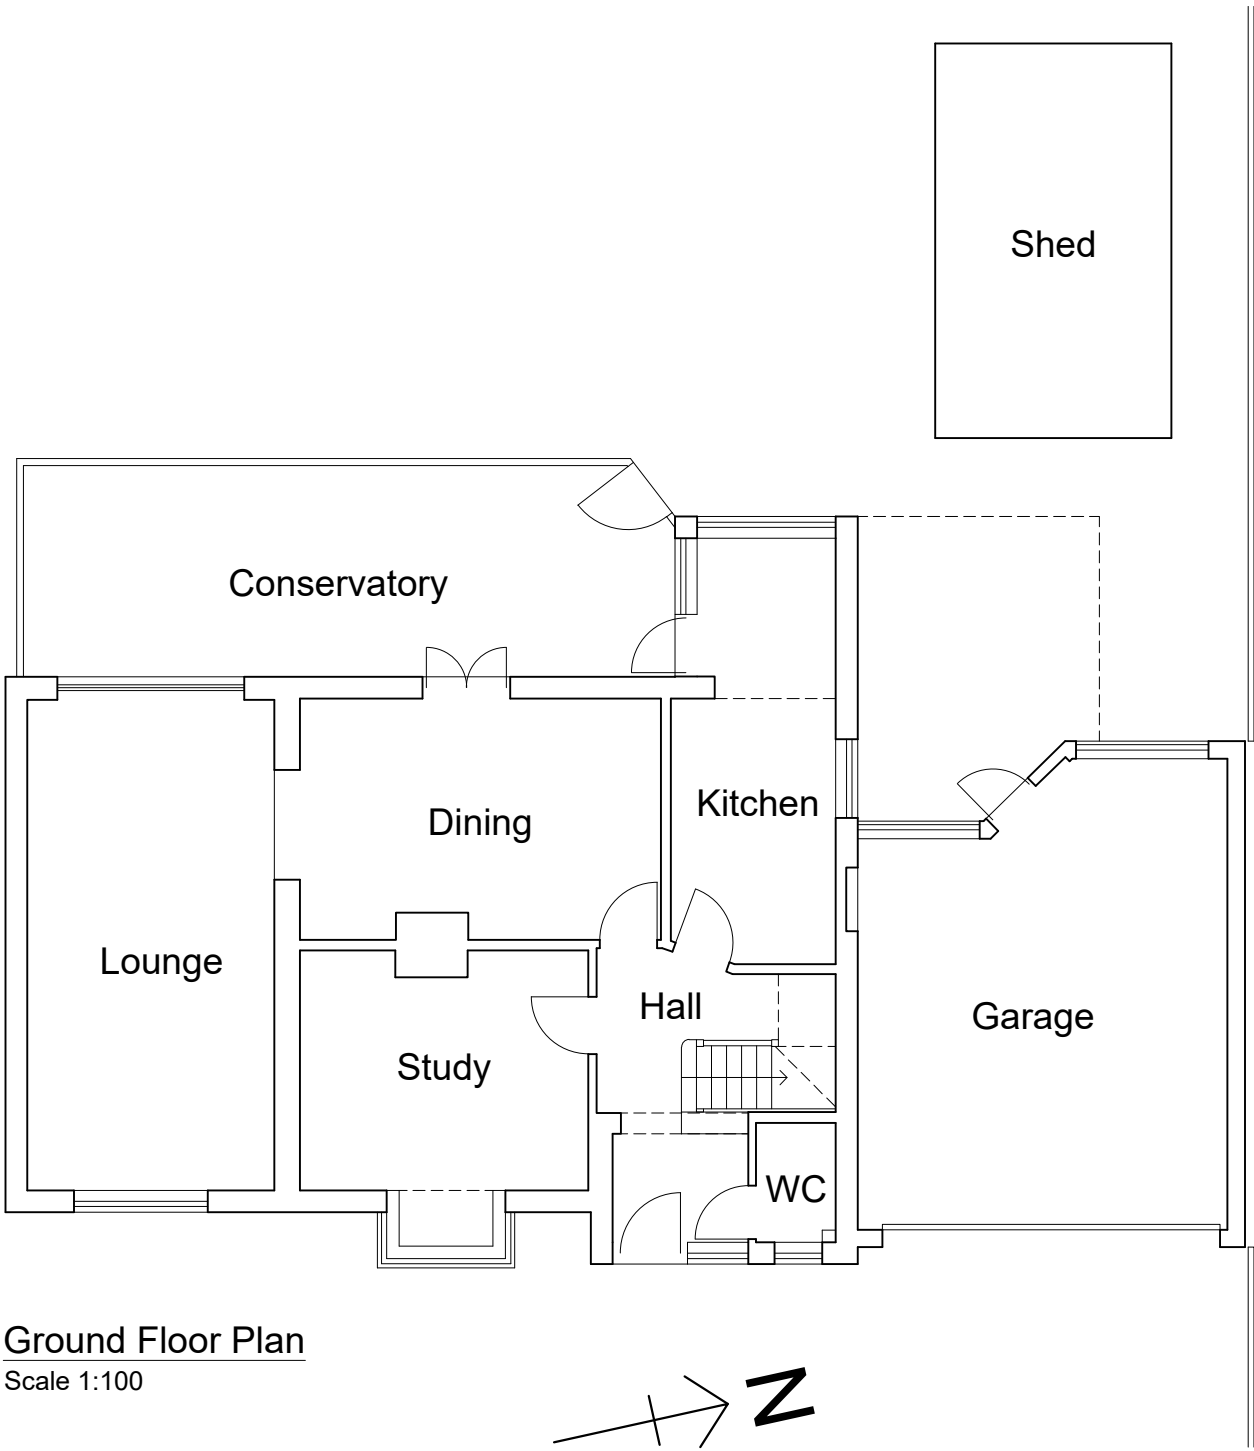 Shed
Conservatory
Kitchen
Dining
Lounge
Hall
Garage
Study
WC
Ground Floor Plan
Scale 1:100
N